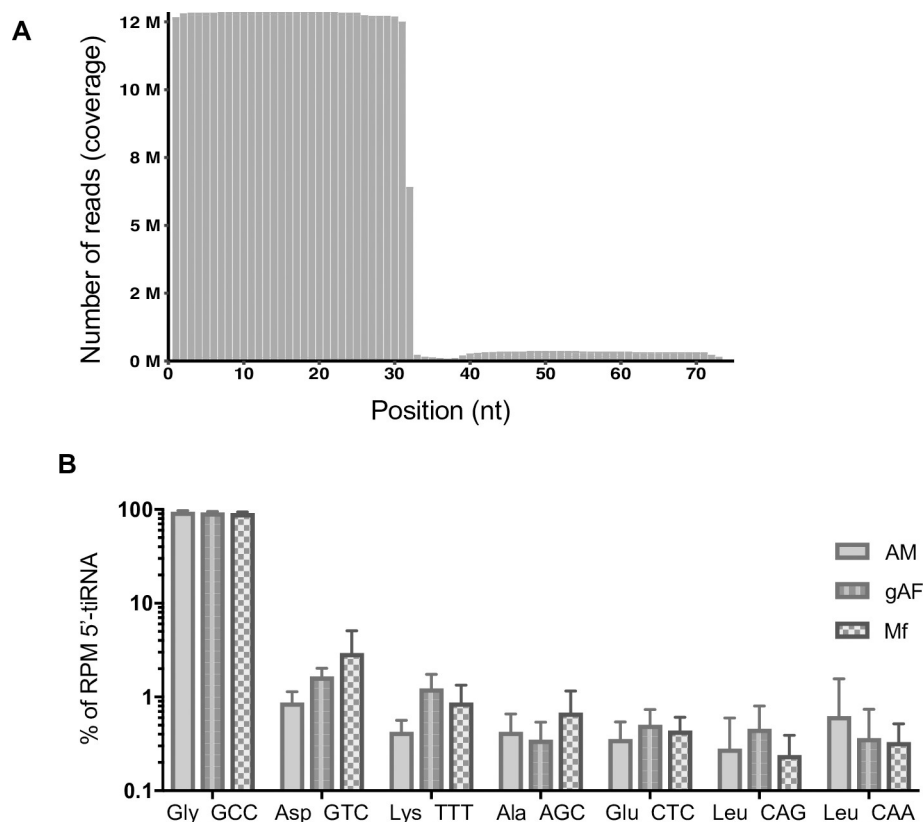 A
Number of reads (coverage)
12 M
10 M
8 M
5 M
2 M
0 M
0 10 20 30 40 50 60 70
Position (nt)
B
% of RPM 5'-tiRNA
100
10
1
0.1
AM
gAF
Mf
Gly GCC Asp GTC Lys TTT Ala AGC Glu CTC Leu CAG Leu CAA